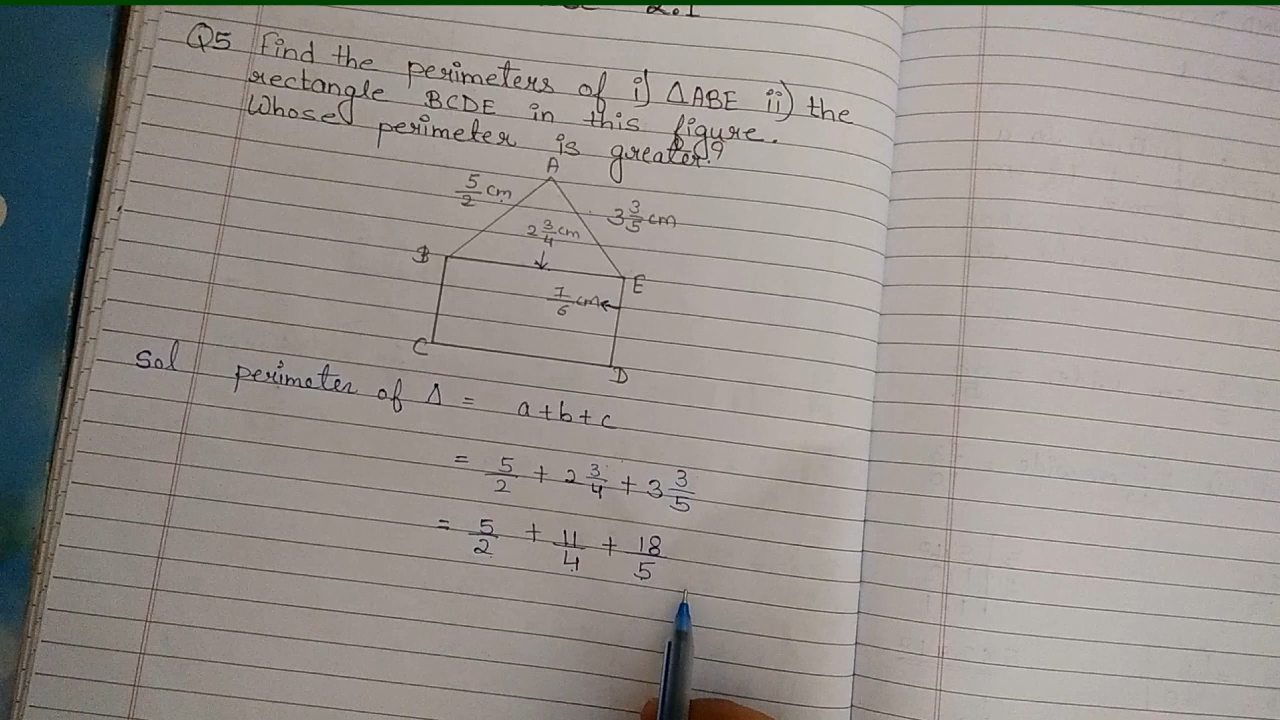 2.1
Q5 Find the perimeters of i) ΔABE ii) the
rectangle BCDE in this figure.
Whose perimeter is greater?
A
5/2 cm
3 3/5 cm
2 3/4 cm
B
E
7/6 cm
C
D
Sol perimeter of Δ = a+b+c
= 5/2 + 2 3/4 + 3 3/5
= 5/2 + 11/4 + 18/5